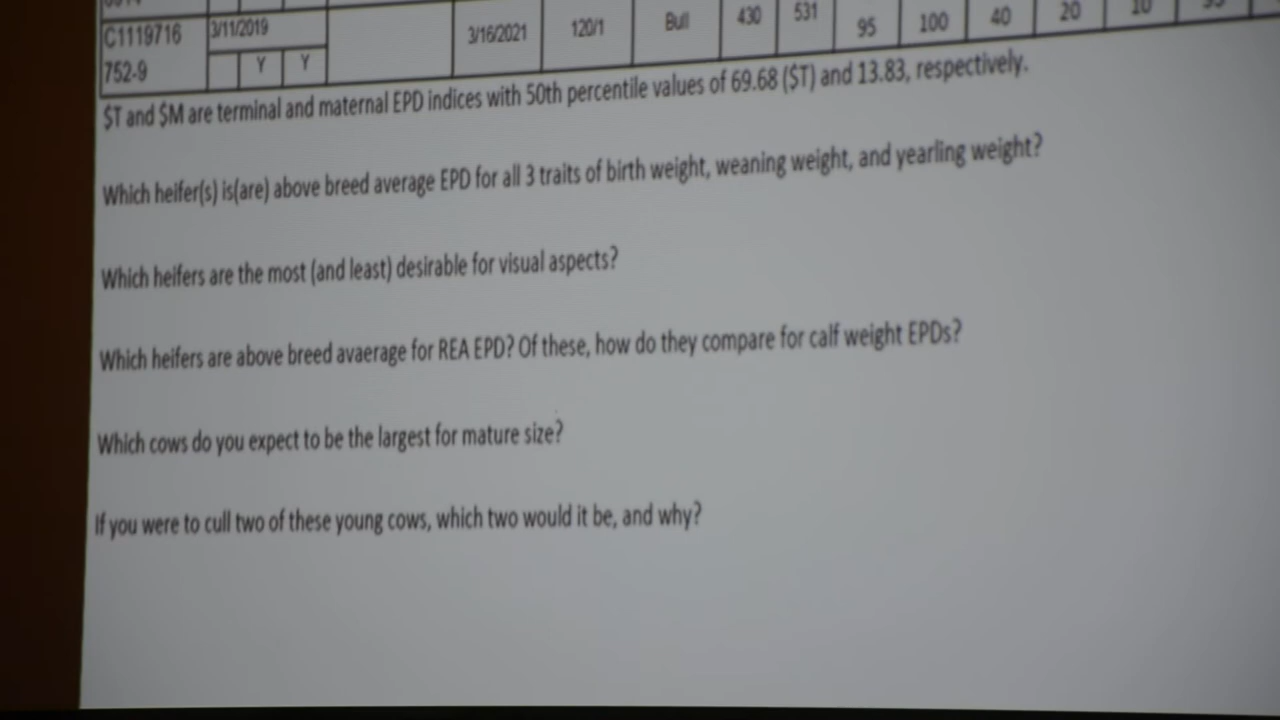 C1119716 3/11/2019 3/16/2021 120/1 Bull 430 531 95 100 40 20 10
752-9 Y Y
$T and $M are terminal and maternal EPD indices with 50th percentile values of 69.68 ($T) and 13.83, respectively.
Which heifer(s) is(are) above breed average EPD for all 3 traits of birth weight, weaning weight, and yearling weight?
Which heifers are the most (and least) desirable for visual aspects?
Which heifers are above breed avaerage for REA EPD? Of these, how do they compare for calf weight EPDs?
Which cows do you expect to be the largest for mature size?
If you were to cull two of these young cows, which two would it be, and why?